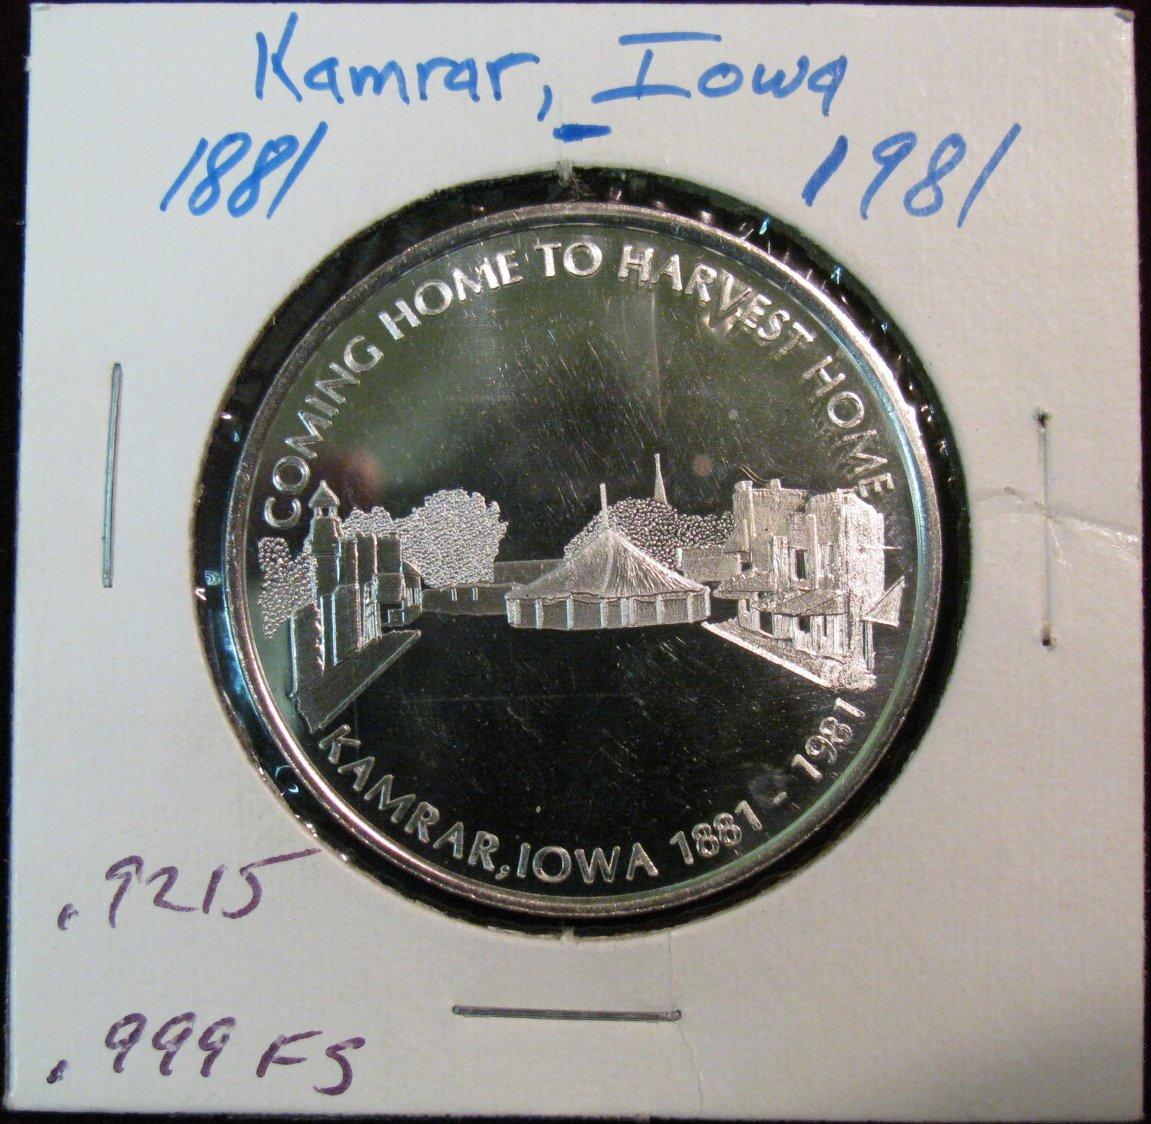 Kamrar, Iowa
1881 - 1981
COMING HOME TO HARVEST HOME
KAMRAR, IOWA 1881 - 1981
.9215
.999 FS